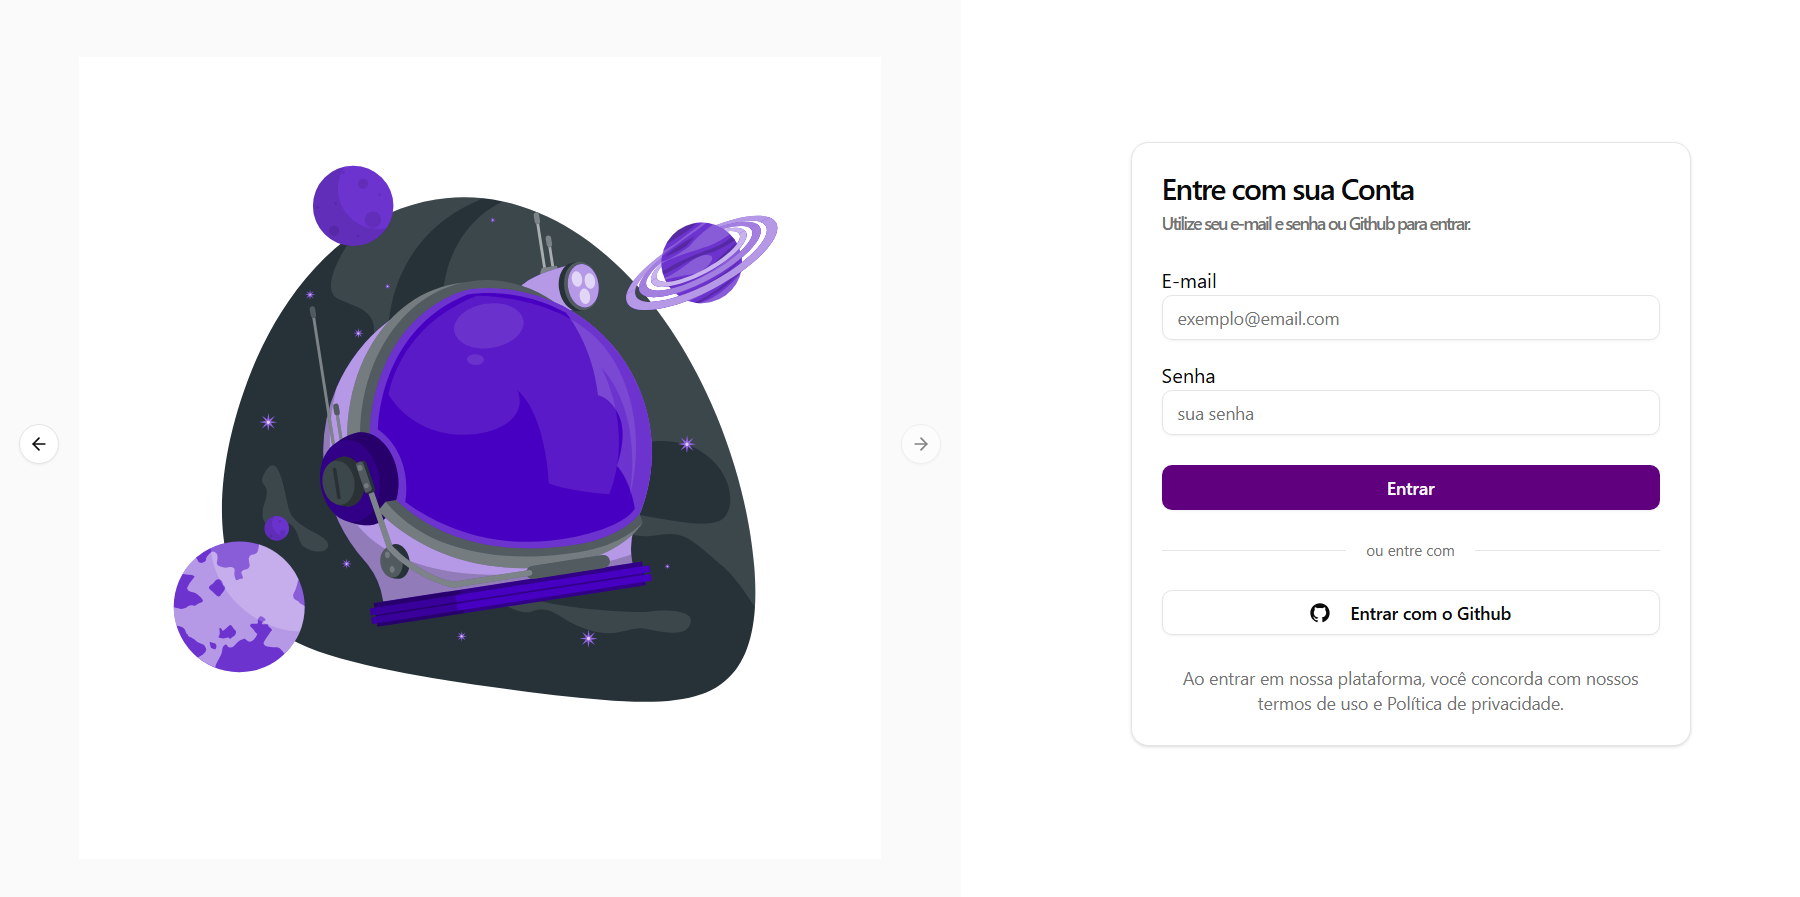 Entre com sua Conta
Utilize seu e-mail e senha ou Github para entrar.
E-mail
exemplo@email.com
Senha
sua senha
Entrar
ou entre com
Entrar com o Github
Ao entrar em nossa plataforma, você concorda com nossos
termos de uso e Política de privacidade.